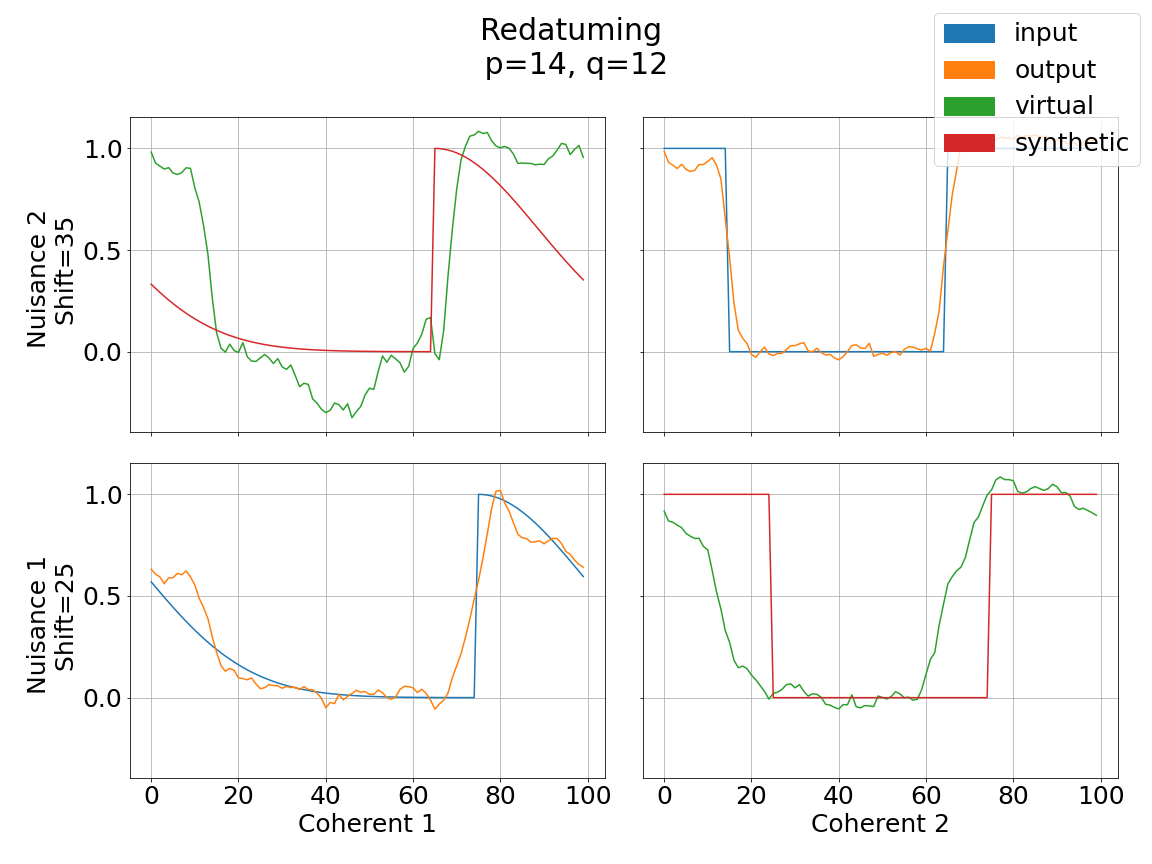 Redatuming
p=14, q=12
input
output
virtual
synthetic
Nuisance 2
Shift=35
1.0
0.5
0.0
Nuisance 1
Shift=25
1.0
0.5
0.0
0 20 40 60 80 100
Coherent 1
0 20 40 60 80 100
Coherent 2